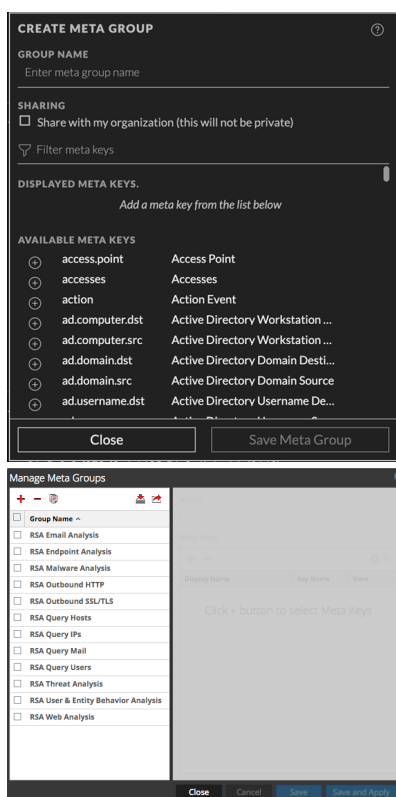 CREATE META GROUP
GROUP NAME
Enter meta group name
SHARING
Share with my organization (this will not be private)
Filter meta keys
DISPLAYED META KEYS.
Add a meta key from the list below
AVAILABLE META KEYS
access.point Access Point
accesses Accesses
action Action Event
ad.computer.dst Active Directory Workstation ...
ad.computer.src Active Directory Workstation ...
ad.domain.dst Active Directory Domain Desti...
ad.domain.src Active Directory Domain Source
ad.username.dst Active Directory Username De...
Close Save Meta Group
Manage Meta Groups
Group Name
RSA Email Analysis
RSA Endpoint Analysis
RSA Malware Analysis
RSA Outbound HTTP
RSA Outbound SSL/TLS
RSA Query Hosts
RSA Query IPs
RSA Query Mail
RSA Query Users
RSA Threat Analysis
RSA User & Entity Behavior Analysis
RSA Web Analysis
Display Name Key Name View
Click + button to select Meta Keys
Close Cancel Save Save and Apply